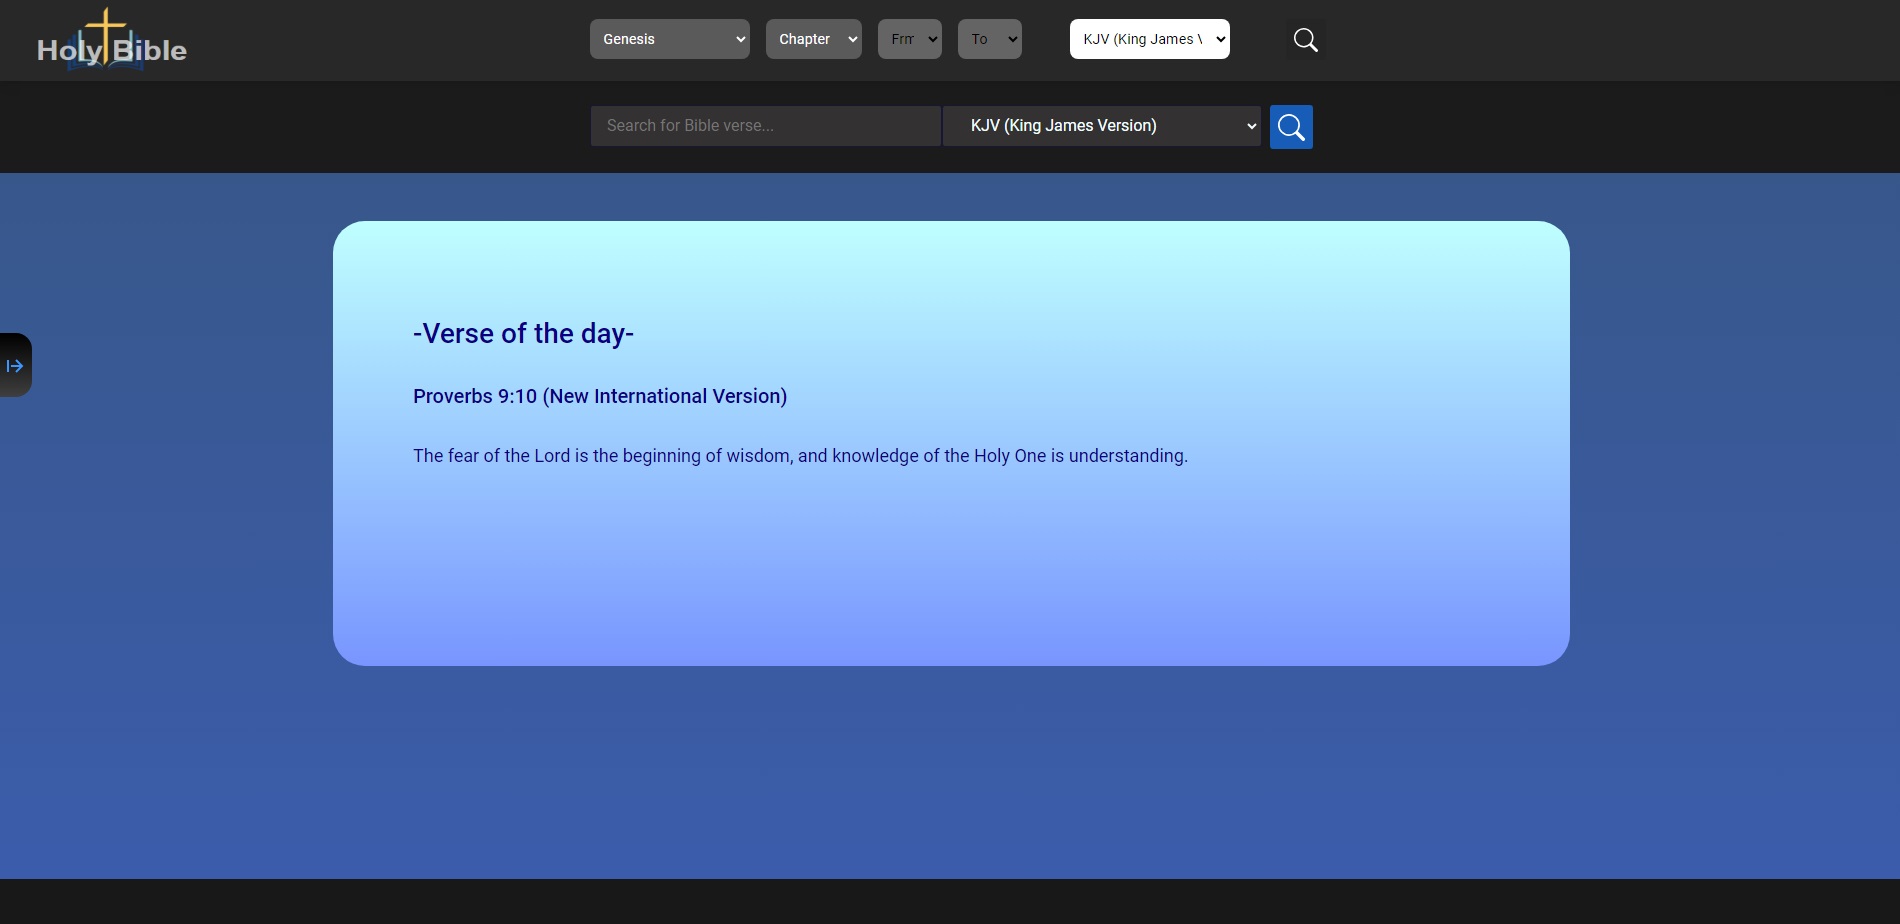 Holy Bible
Genesis Chapter Frm To KJV (King James \
Search for Bible verse... KJV (King James Version)
-Verse of the day-
Proverbs 9:10 (New International Version)
The fear of the Lord is the beginning of wisdom, and knowledge of the Holy One is understanding.